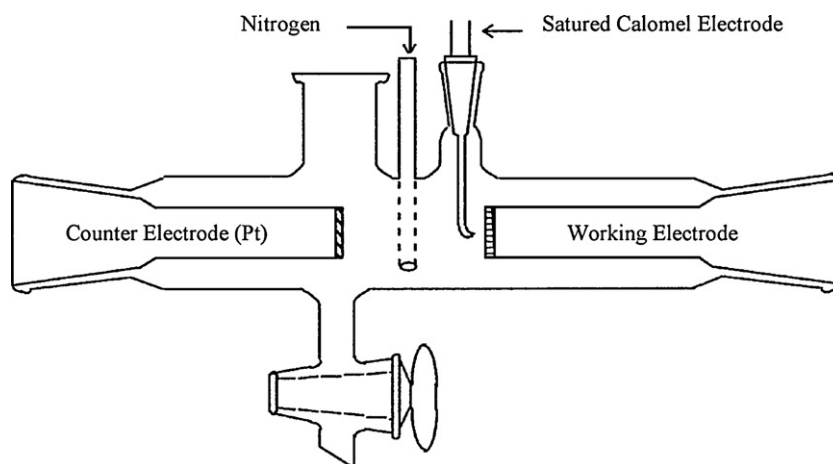 Nitrogen
Satured Calomel Electrode
Counter Electrode (Pt)
Working Electrode